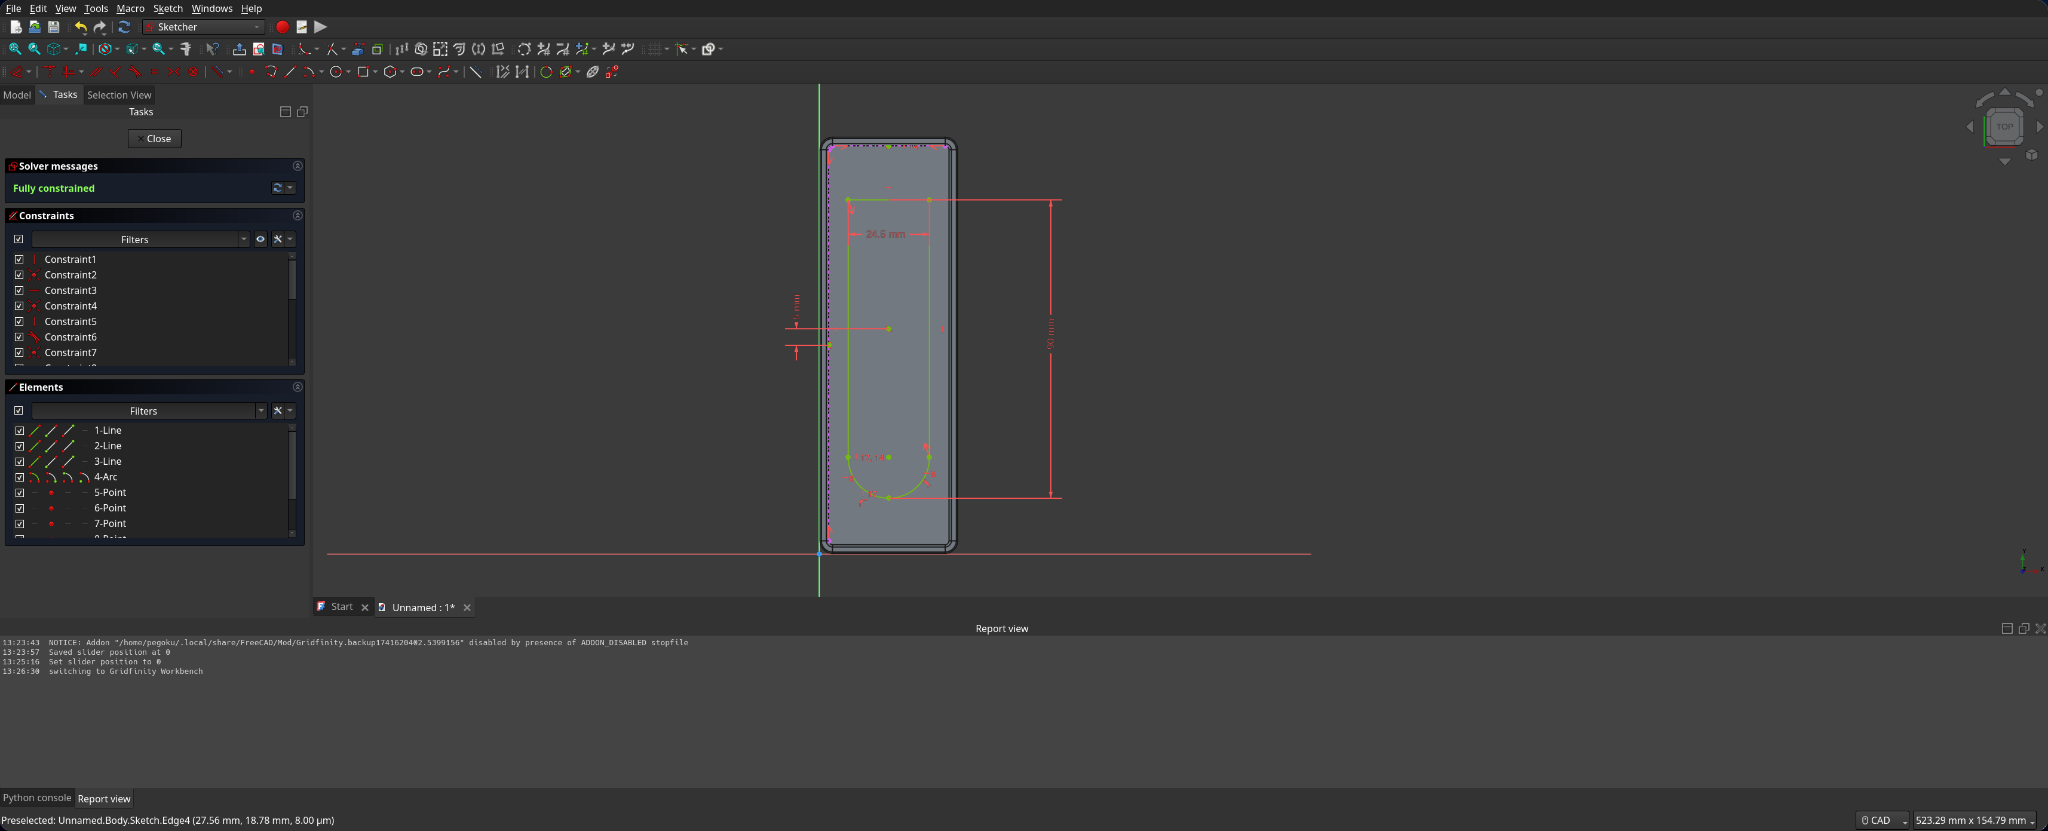 File Edit View Tools Macro Sketch Windows Help
Sketcher
Model Tasks Selection View
Tasks
Close
Solver messages
Fully constrained
Constraints
Filters
Constraint1
Constraint2
Constraint3
Constraint4
Constraint5
Constraint6
Constraint7
Elements
Filters
1-Line
2-Line
3-Line
4-Arc
5-Point
6-Point
7-Point
24.5 mm
TOP
Start Unnamed : 1*
Report view
13:23:43 NOTICE: Addon "/home/pegoku/.local/share/FreeCAD/Mod/Gridfinity.backup1741620402.5399156" disabled by presence of ADDON_DISABLED stopfile
13:23:57 Saved slider position at 0
13:25:16 Set slider position to 0
13:26:30 switching to Gridfinity Workbench
Python console Report view
Preselected: Unnamed.Body.Sketch.Edge4 (27.56 mm, 18.78 mm, 8.00 µm)
CAD 523.29 mm x 154.79 mm